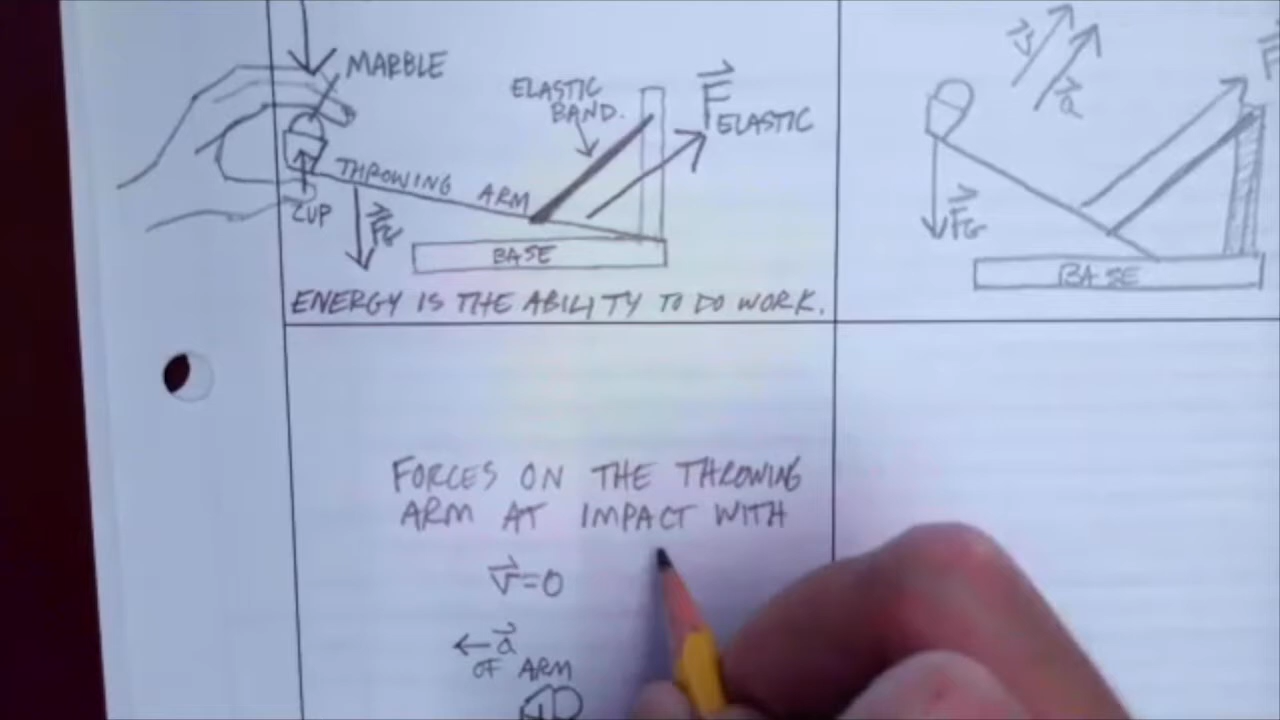 MARBLE
ELASTIC
BAND.
F ELASTIC
THROWING ARM
CUP
FG
BASE
ENERGY IS THE ABILITY TO DO WORK.
v
a
F
FG
BASE
FORCES ON THE THROWING
ARM AT IMPACT WITH
v=0
←a
OF ARM